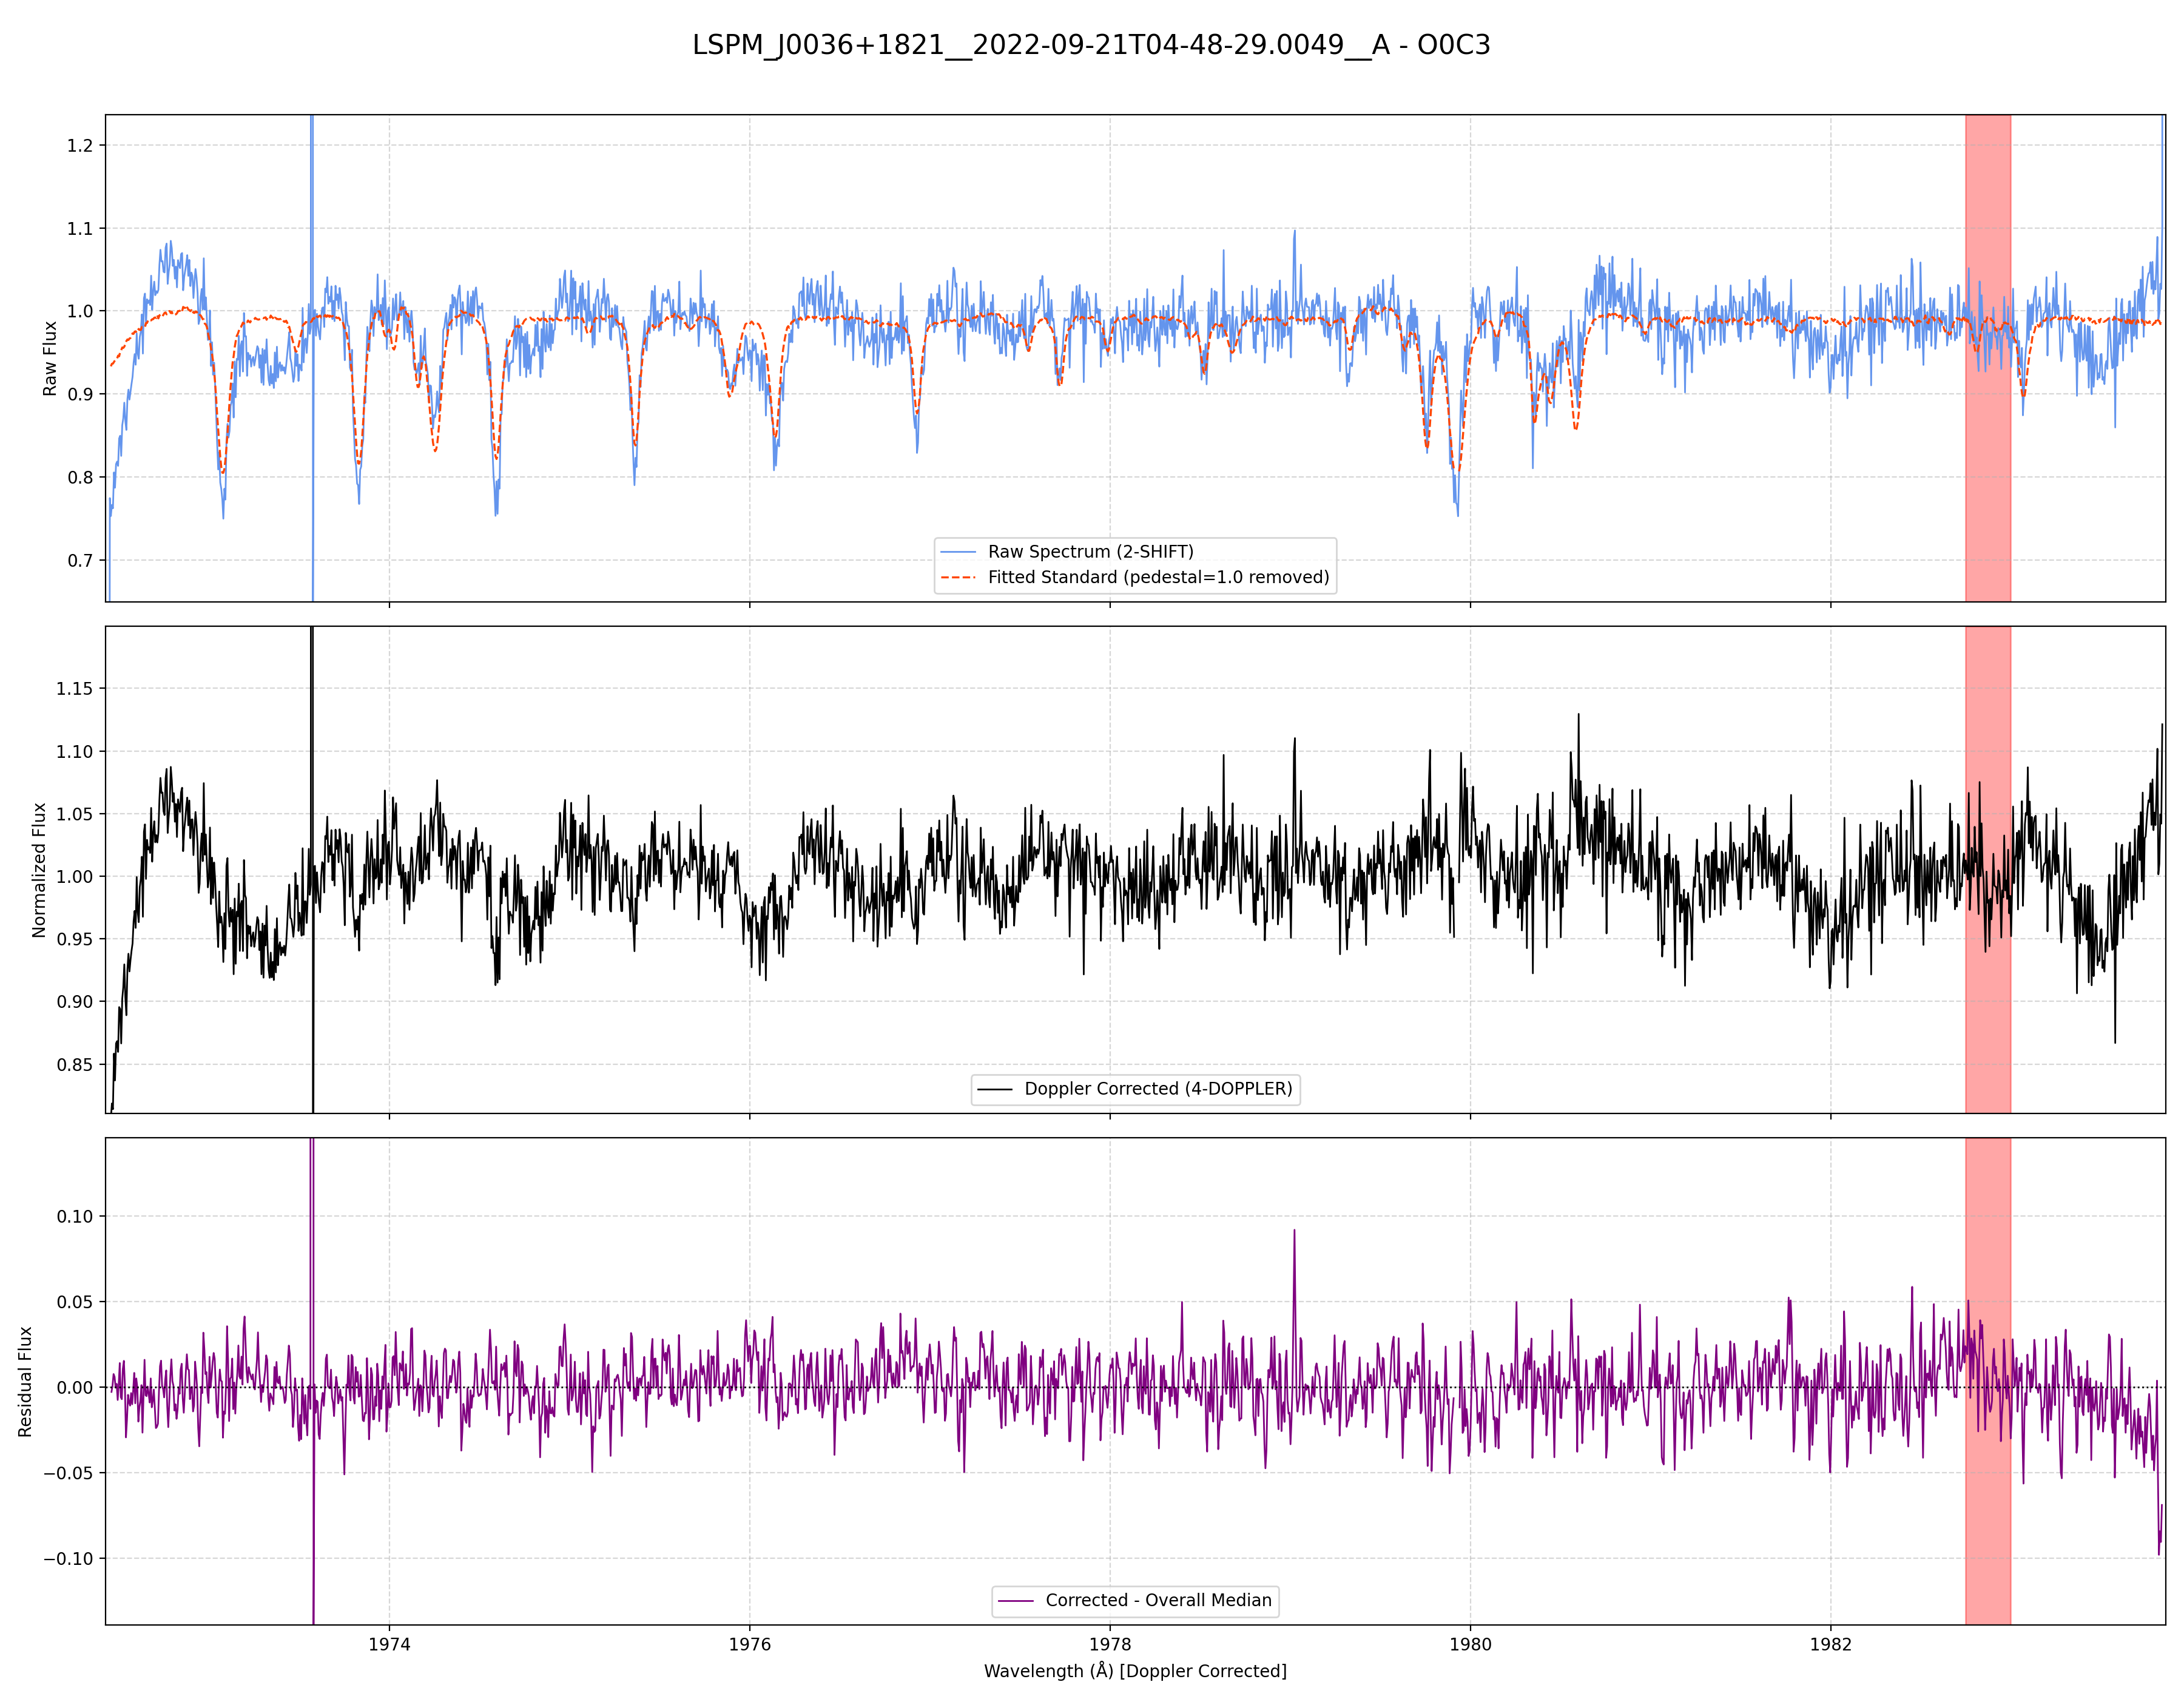 LSPM_J0036+1821__2022-09-21T04-48-29.0049__A - O0C3
1.2
1.1
1.0
0.9
0.8
0.7
Raw Flux
Raw Spectrum (2-SHIFT)
Fitted Standard (pedestal=1.0 removed)
1.15
1.10
1.05
1.00
0.95
0.90
0.85
Normalized Flux
Doppler Corrected (4-DOPPLER)
0.10
0.05
0.00
−0.05
−0.10
Residual Flux
Corrected - Overall Median
1974
1976
1978
1980
1982
Wavelength (Å) [Doppler Corrected]